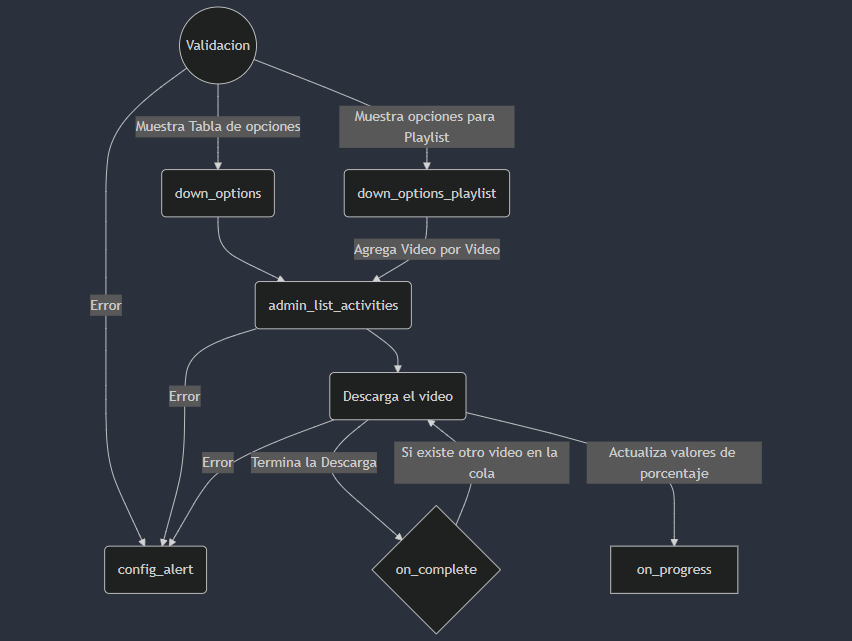 Validacion
Muestra Tabla de opciones
Muestra opciones para
Playlist
down_options
down_options_playlist
Agrega Video por Video
Error
admin_list_activities
Error
Descarga el video
Error
Termina la Descarga
Si existe otro video en la
cola
Actualiza valores de
porcentaje
config_alert
on_complete
on_progress